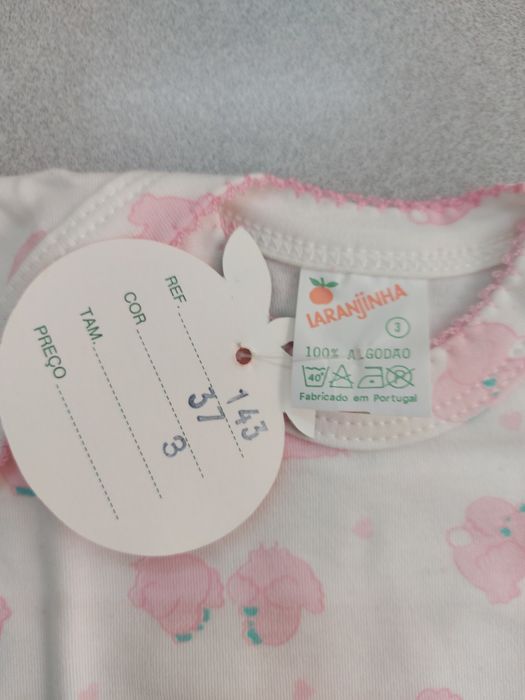 REF. 143
COR 37
TAM. 3
PREÇO
LARANJINHA
3
100% ALGODÃO
40°
Fabricado em Portugal